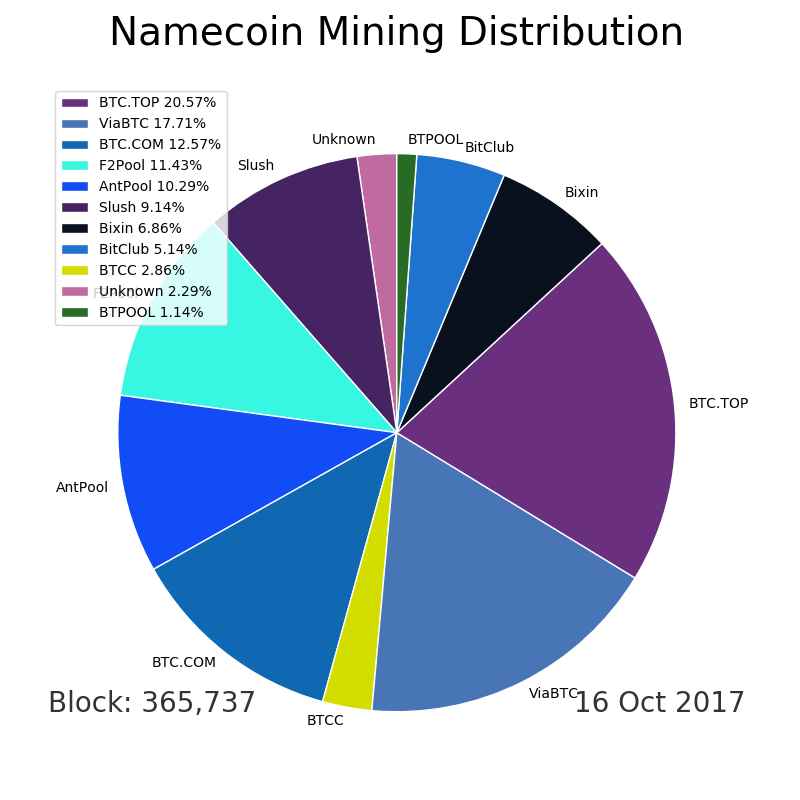 Namecoin Mining Distribution
BTC.TOP 20.57%
ViaBTC 17.71%
BTC.COM 12.57%
F2Pool 11.43%
AntPool 10.29%
Slush 9.14%
Bixin 6.86%
BitClub 5.14%
BTCC 2.86%
Unknown 2.29%
BTPOOL 1.14%
Unknown
BTPOOL
BitClub
Slush
Bixin
BTC.TOP
AntPool
BTC.COM
ViaBTC
BTCC
Block: 365,737
16 Oct 2017